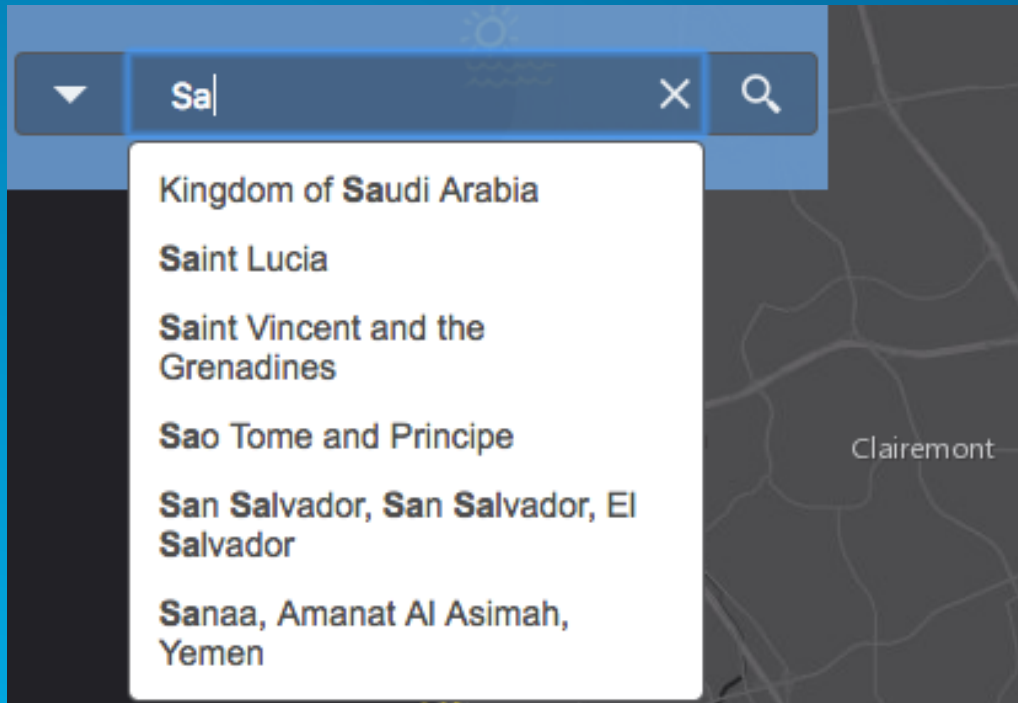 Sa
Kingdom of Saudi Arabia
Saint Lucia
Saint Vincent and the
Grenadines
Sao Tome and Principe
San Salvador, San Salvador, El
Salvador
Sanaa, Amanat Al Asimah,
Yemen
Clairemont